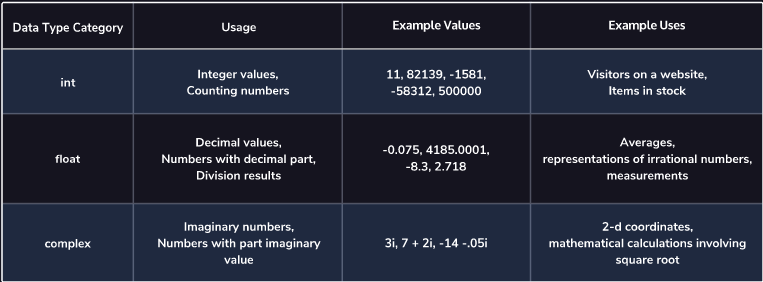 Data Type Category
Usage
Example Values
Example Uses
int
Integer values,
Counting numbers
11, 82139, -1581,
-58312, 500000
Visitors on a website,
Items in stock
float
Decimal values,
Numbers with decimal part,
Division results
-0.075, 4185.0001,
-8.3, 2.718
Averages,
representations of irrational numbers,
measurements
complex
Imaginary numbers,
Numbers with part imaginary
value
3i, 7 + 2i, -14 -.05i
2-d coordinates,
mathematical calculations involving
square root